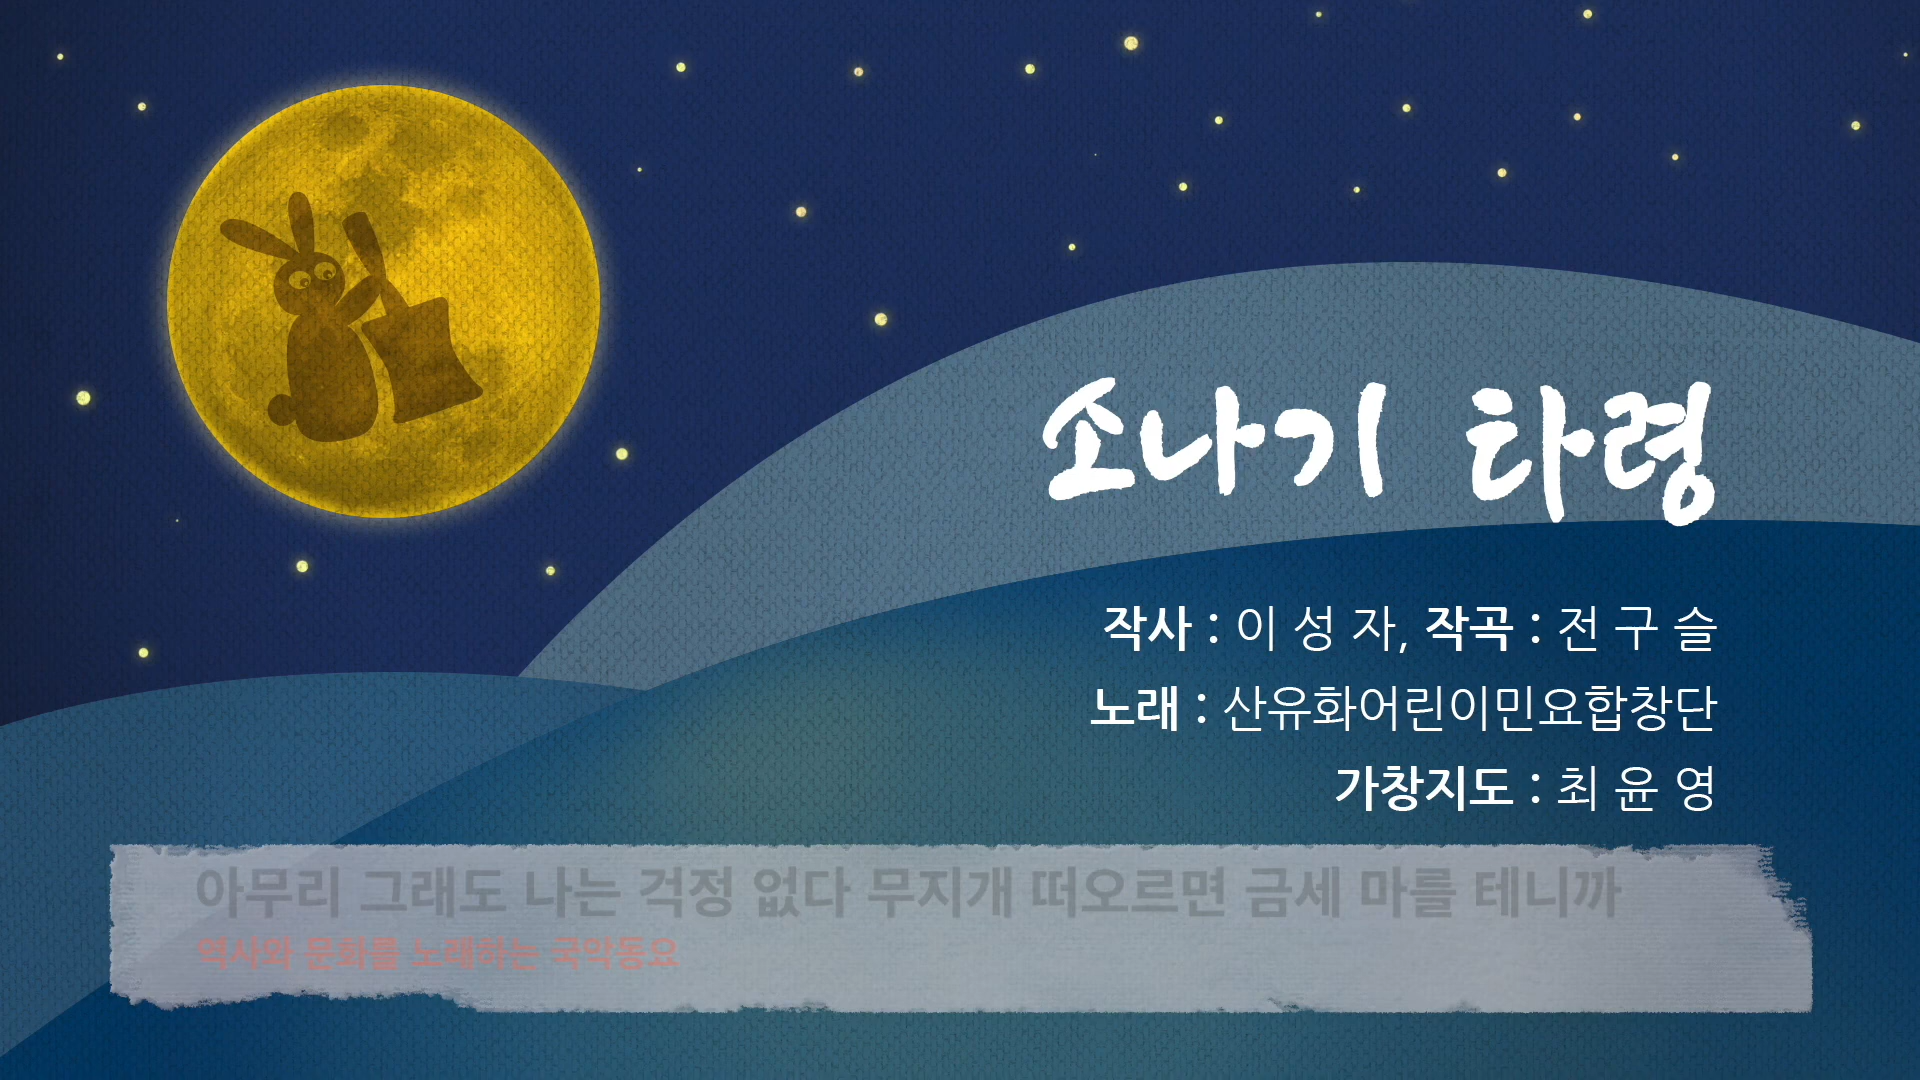 소나기 타령
작사 : 이 성 자, 작곡 : 전 구 슬
노래 : 산유화어린이민요합창단
가창지도 : 최 윤 영
아무리 그래도 나는 걱정 없다 무지개 떠오르면 금세 마를 테니까
역사와 문화를 노래하는 국악동요